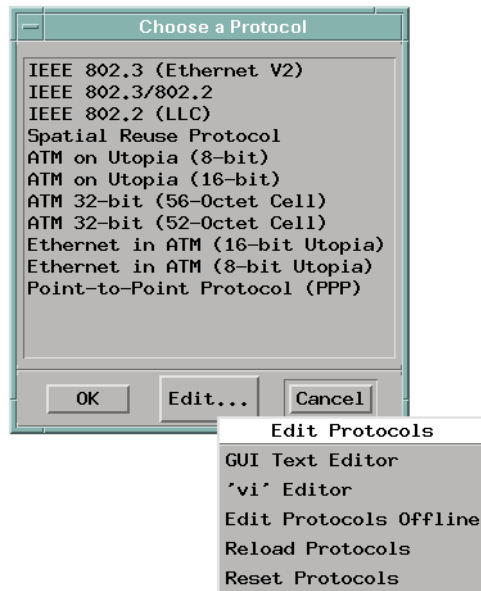 Choose a Protocol
IEEE 802.3 (Ethernet V2)
IEEE 802.3/802.2
IEEE 802.2 (LLC)
Spatial Reuse Protocol
ATM on Utopia (8-bit)
ATM on Utopia (16-bit)
ATM 32-bit (56-Octet Cell)
ATM 32-bit (52-Octet Cell)
Ethernet in ATM (16-bit Utopia)
Ethernet in ATM (8-bit Utopia)
Point-to-Point Protocol (PPP)
OK Edit... Cancel
Edit Protocols
GUI Text Editor
'vi' Editor
Edit Protocols Offline
Reload Protocols
Reset Protocols